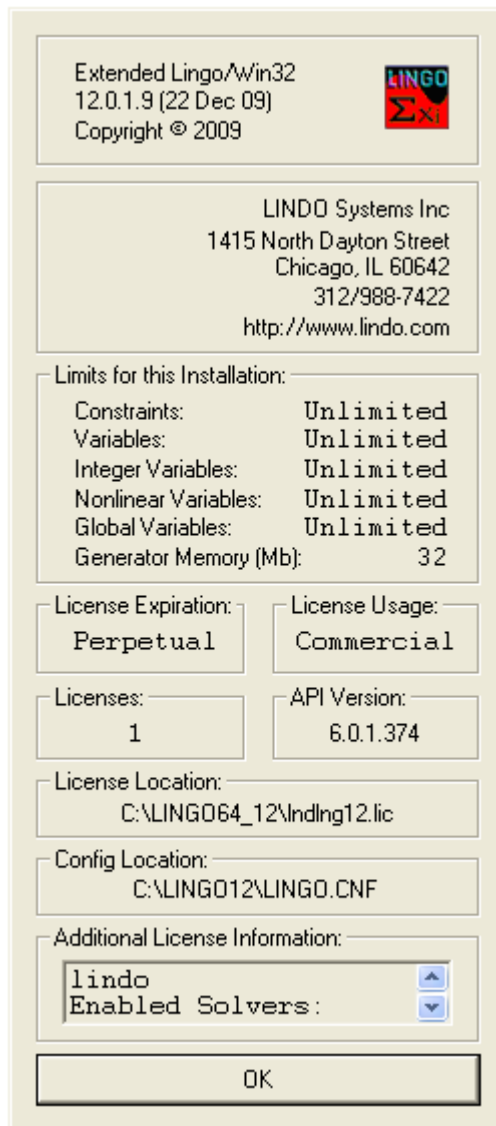 Extended Lingo/Win32
12.0.1.9 (22 Dec 09)
Copyright © 2009
LINGO
Σxi
LINDO Systems Inc
1415 North Dayton Street
Chicago, IL 60642
312/988-7422
http://www.lindo.com
Limits for this Installation:
Constraints: Unlimited
Variables: Unlimited
Integer Variables: Unlimited
Nonlinear Variables: Unlimited
Global Variables: Unlimited
Generator Memory (Mb): 32
License Expiration: License Usage:
Perpetual Commercial
Licenses: API Version:
1 6.0.1.374
License Location:
C:\LINGO64_12\lndlng12.lic
Config Location:
C:\LINGO12\LINGO.CNF
Additional License Information:
lindo
Enabled Solvers:
OK